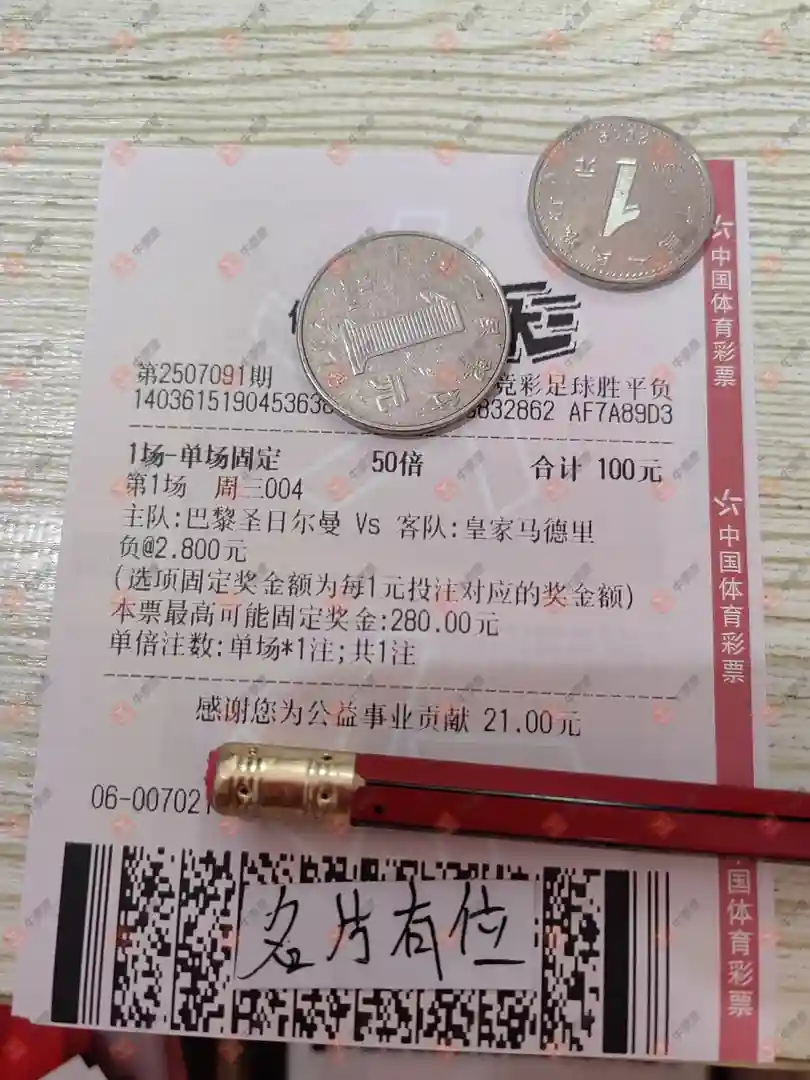 第2507091期
竞彩足球胜平负
1403615190453638
832862 AF7A89D3
1场-单场固定 50倍 合计 100元
第1场 周三004
主队:巴黎圣日尔曼 Vs 客队:皇家马德里
负@2.800元
(选项固定奖金额为每1元投注对应的奖金额)
本票最高可能固定奖金:280.00元
单倍注数:单场*1注;共1注
感谢您为公益事业贡献 21.00元
06-00702
名片有位
中国体育彩票
中国体育彩票
国体育彩票
1
元
1
元